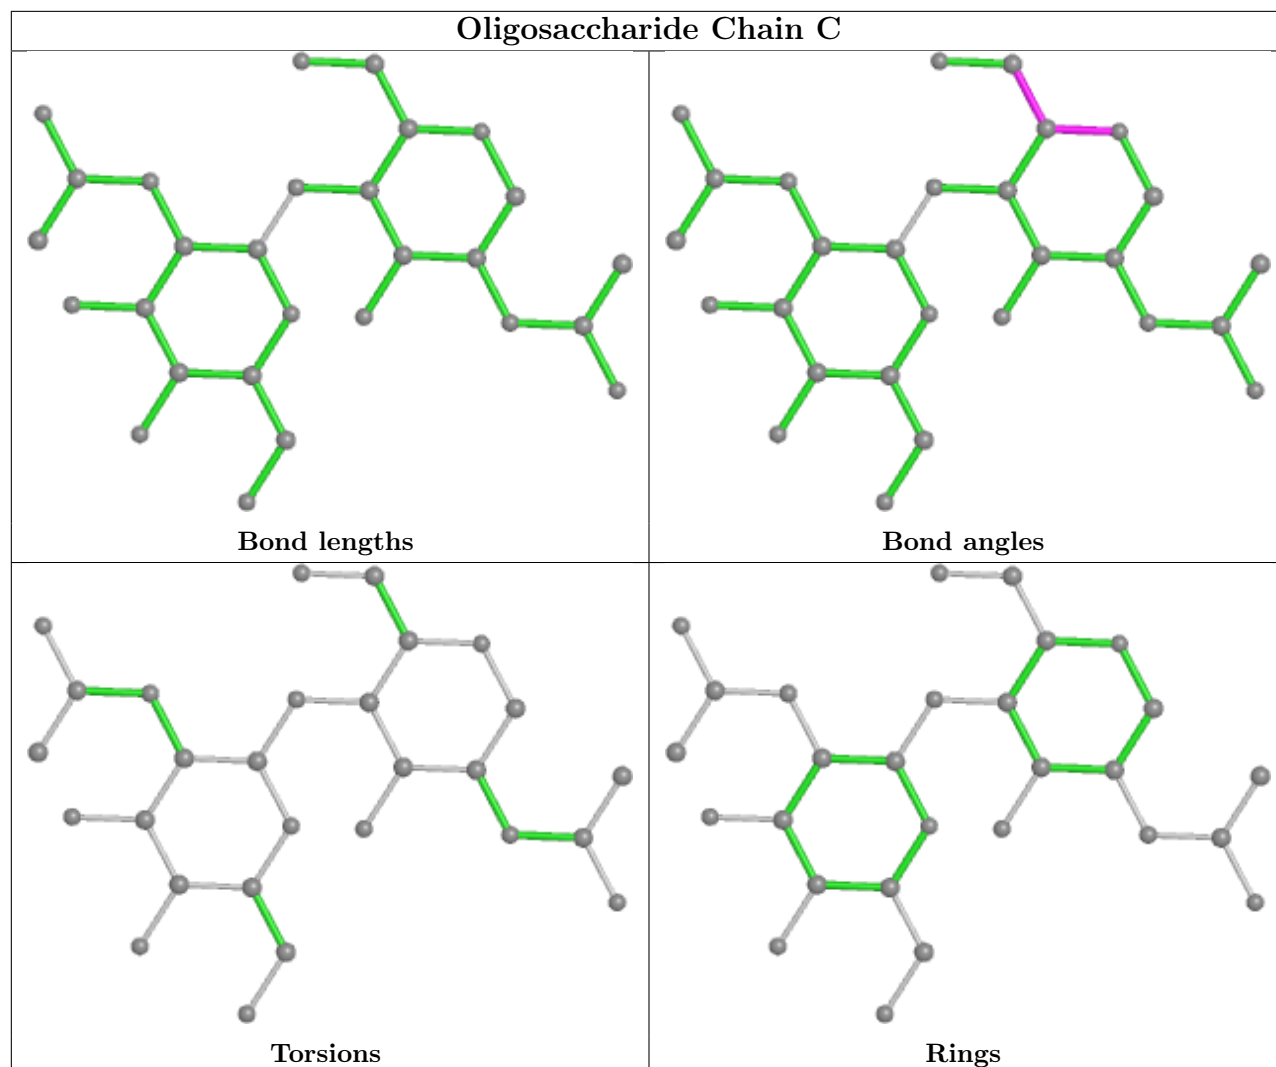 Oligosaccharide Chain C
Bond lengths
Bond angles
Torsions
Rings